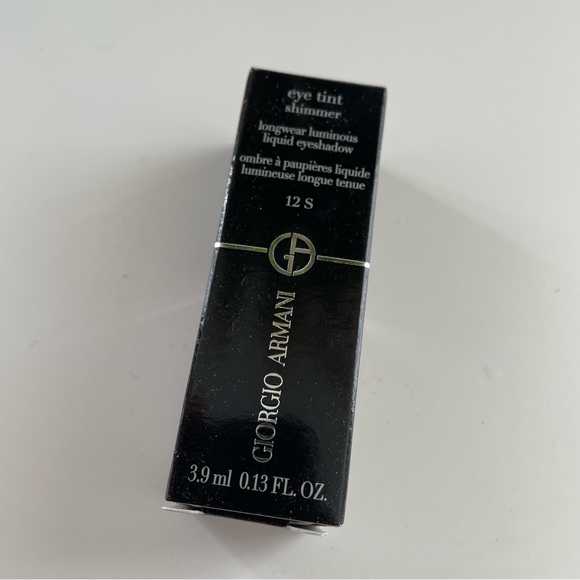 eye tint
shimmer
longwear luminous
liquid eyeshadow
ombre à paupières liquide
lumineuse longue tenue
12 S
GA
GIORGIO ARMANI
3.9 ml 0.13 FL. OZ.